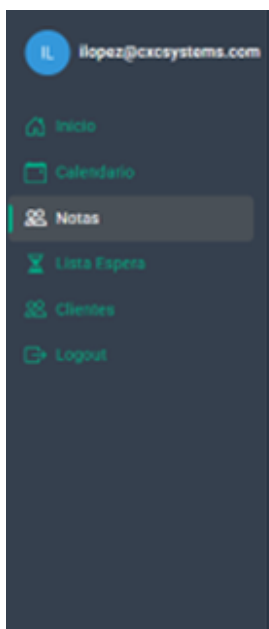 IL
ilopez@cxcsystems.com
Inicio
Calendario
Notas
Lista Espera
Clientes
Logout